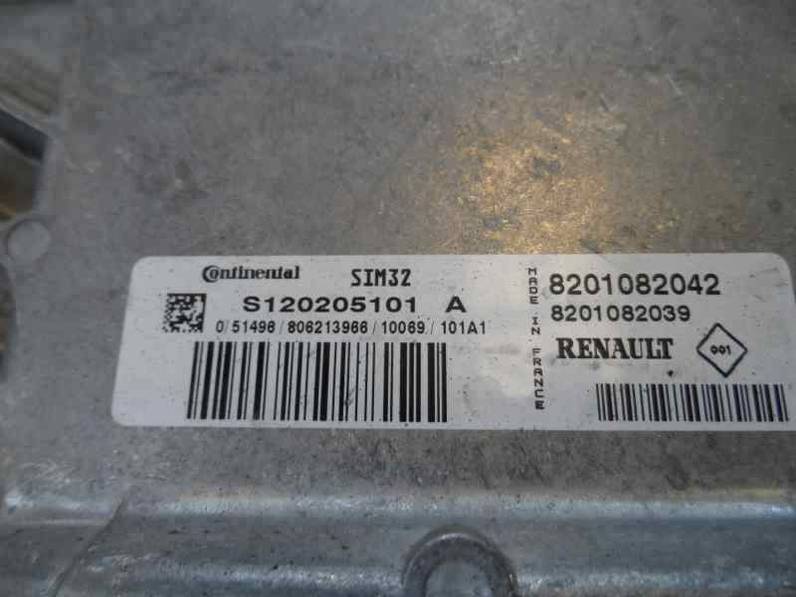 Continental SIM32
S120205101 A
0/51498/806213966/10069/101A1
MADE IN FRANCE
8201082042
8201082039
RENAULT
001